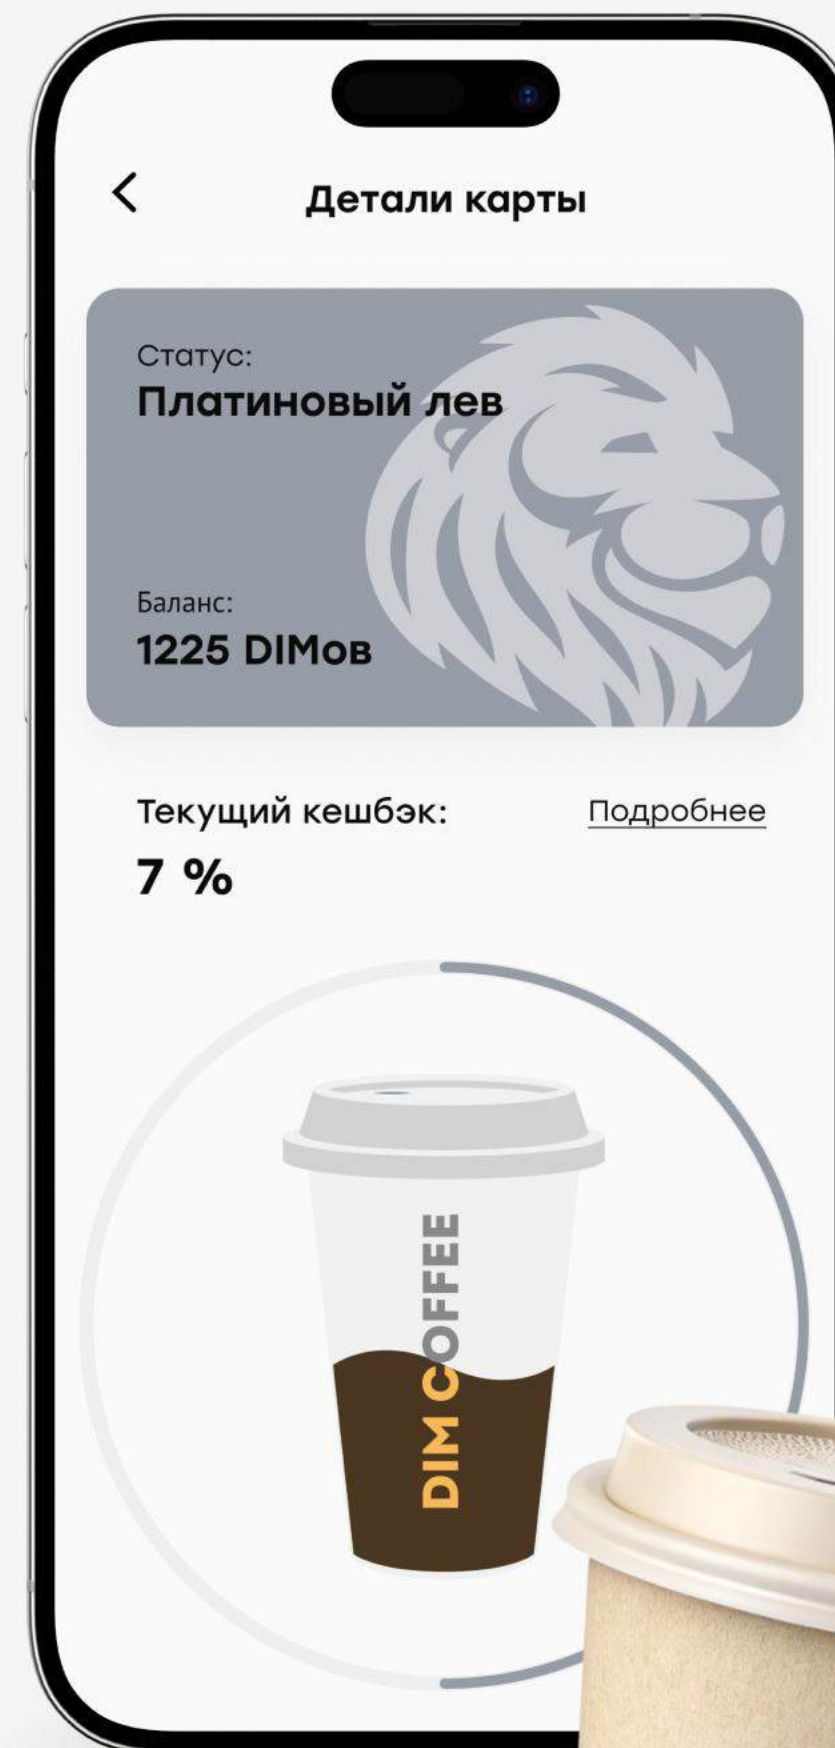 Детали карты
Статус:
Платиновый лев
Баланс:
1225 DIMов
Текущий кешбэк:
Подробнее
7 %
DIM COFFEE